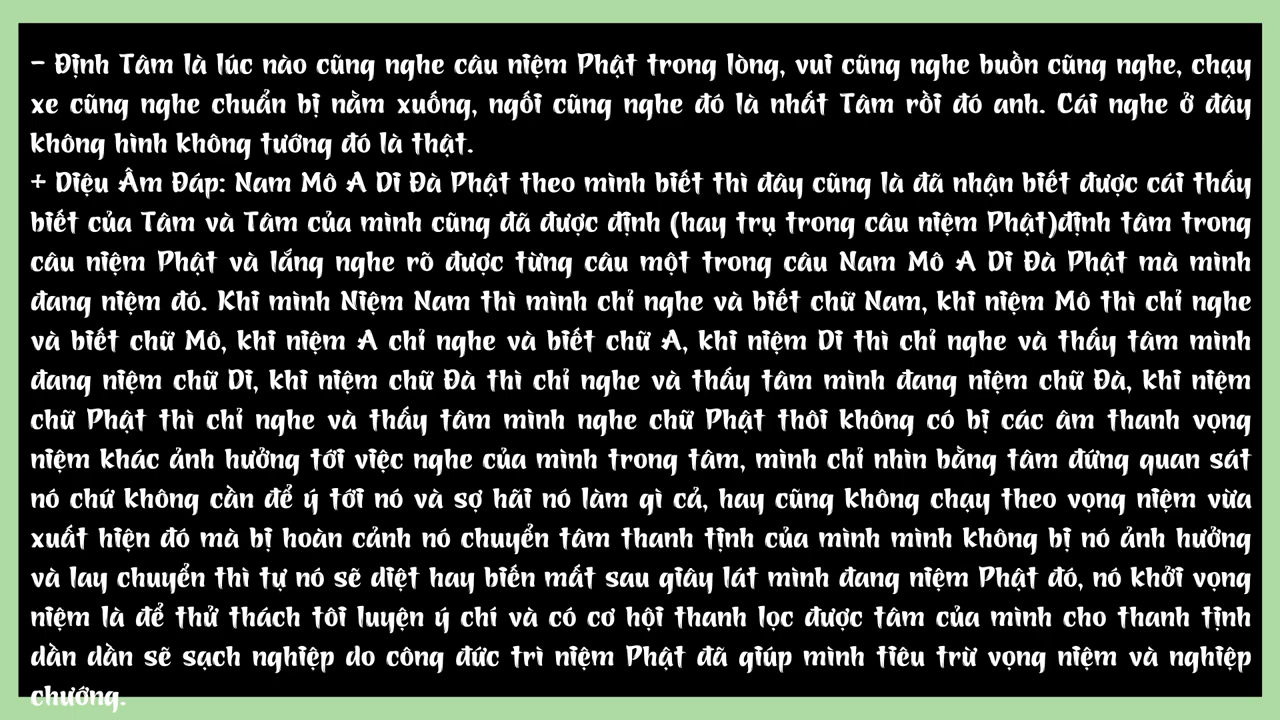 - Định Tâm là lúc nào cũng nghe câu niệm Phật trong lòng, vui cũng nghe buồn cũng nghe, chạy
xe cũng nghe chuẩn bị nằm xuống, ngồi cũng nghe đó là nhất Tâm rồi đó anh. Cái nghe ở đây
không hình không tướng đó là thật.
+ Diệu Âm Đáp: Nam Mô A Di Đà Phật theo mình biết thì đây cũng là đã nhận biết được cái thấy
biết của Tâm và Tâm của mình cũng đã được định (hay trụ trong câu niệm Phật)định tâm trong
câu niệm Phật và lắng nghe rõ được từng câu một trong câu Nam Mô A Di Đà Phật mà mình
đang niệm đó. Khi mình Niệm Nam thì mình chỉ nghe và biết chữ Nam, khi niệm Mô thì chỉ nghe
và biết chữ Mô, khi niệm A chỉ nghe và biết chữ A, khi niệm Di thì chỉ nghe và thấy tâm mình
đang niệm chữ Di, khi niệm chữ Đà thì chỉ nghe và thấy tâm mình đang niệm chữ Đà, khi niệm
chữ Phật thì chỉ nghe và thấy tâm mình nghe chữ Phật thôi không có bị các âm thanh vọng
niệm khác ảnh hưởng tới việc nghe của mình trong tâm, mình chỉ nhìn bằng tâm đứng quan sát
nó chứ không cần để ý tới nó và sợ hãi nó làm gì cả, hay cũng không chạy theo vọng niệm vừa
xuất hiện đó mà bị hoàn cảnh nó chuyển tâm thanh tịnh của mình mình không bị nó ảnh hưởng
và lay chuyển thì tự nó sẽ diệt hay biến mất sau giây lát mình đang niệm Phật đó, nó khởi vọng
niệm là để thử thách tôi luyện ý chí và có cơ hội thanh lọc được tâm của mình cho thanh tịnh
dần dần sẽ sạch nghiệp do công đức trì niệm Phật đã giúp mình tiêu trừ vọng niệm và nghiệp
chướng.